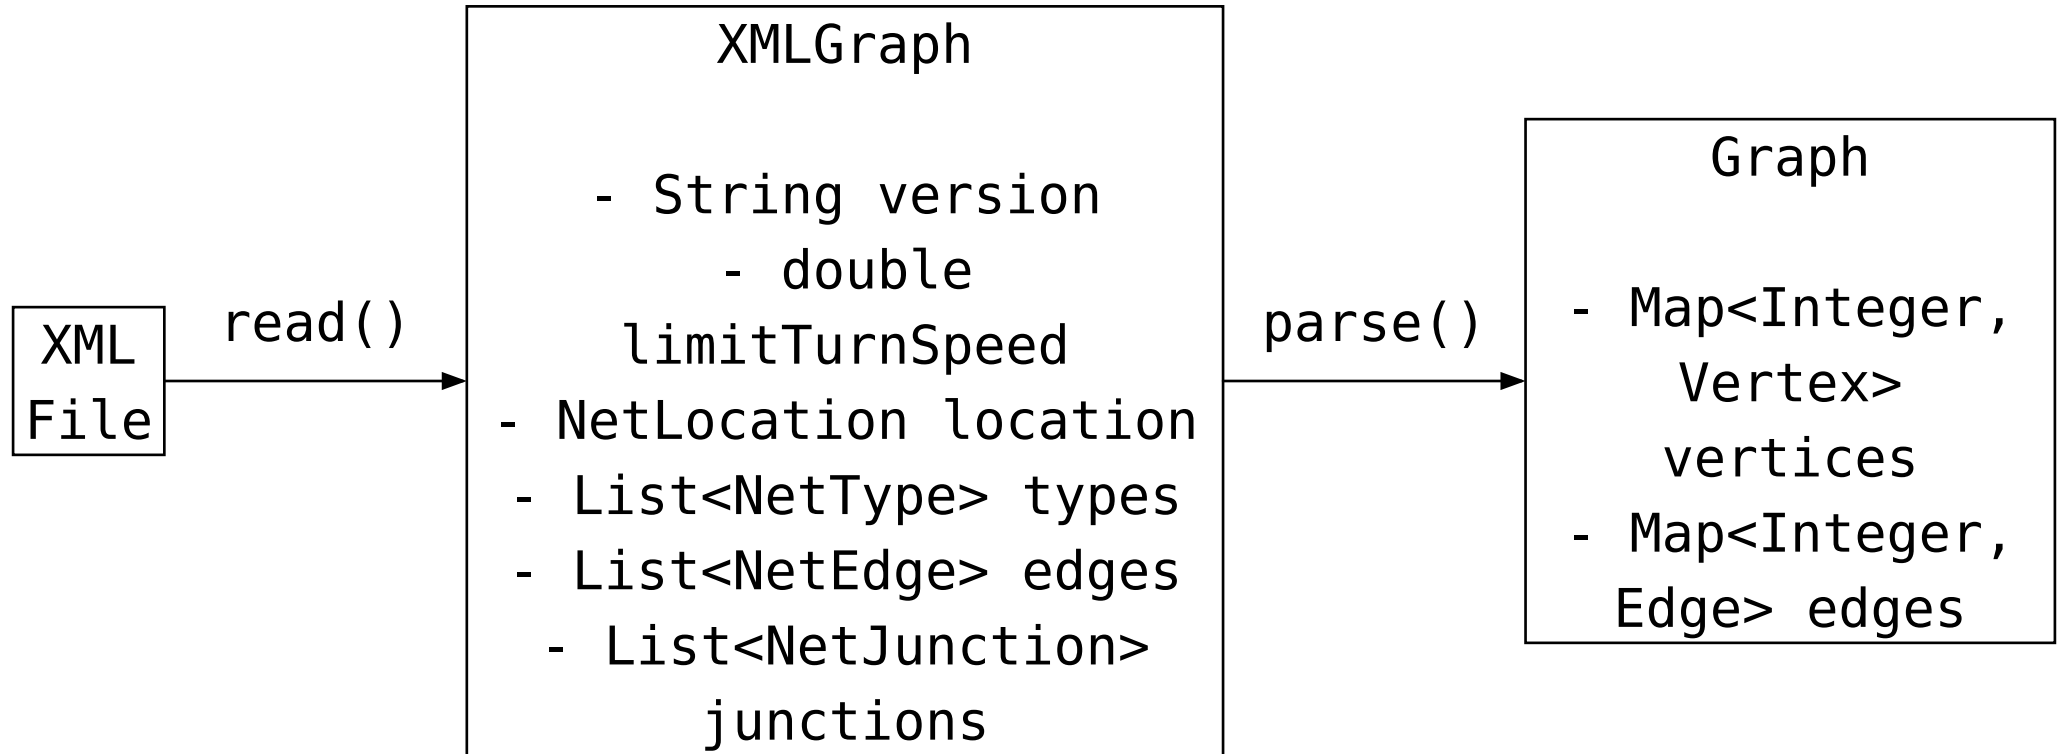 XML
File
read()
XMLGraph
- String version
- double
limitTurnSpeed
- NetLocation location
- List<NetType> types
- List<NetEdge> edges
- List<NetJunction>
junctions
parse()
Graph
- Map<Integer,
Vertex>
vertices
- Map<Integer,
Edge> edges